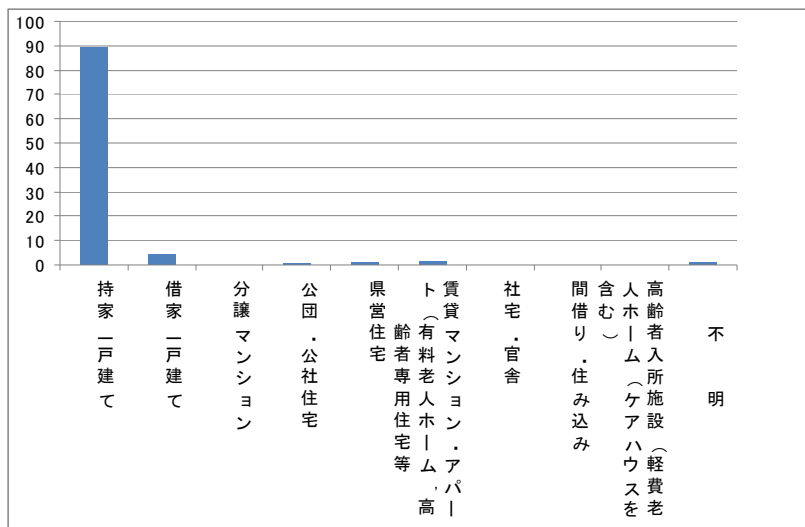 100
90
80
70
60
50
40
30
20
10
0
持家一戸建て
借家一戸建て
分譲マンション
公団・公社住宅
県営住宅
賃貸マンション・アパー
ト（有料老人ホーム，高
齢者専用住宅等
社宅・官舎
間借り・住み込み
高齢者入所施設（軽費老
人ホーム（ケアハウスを
含む）
不明